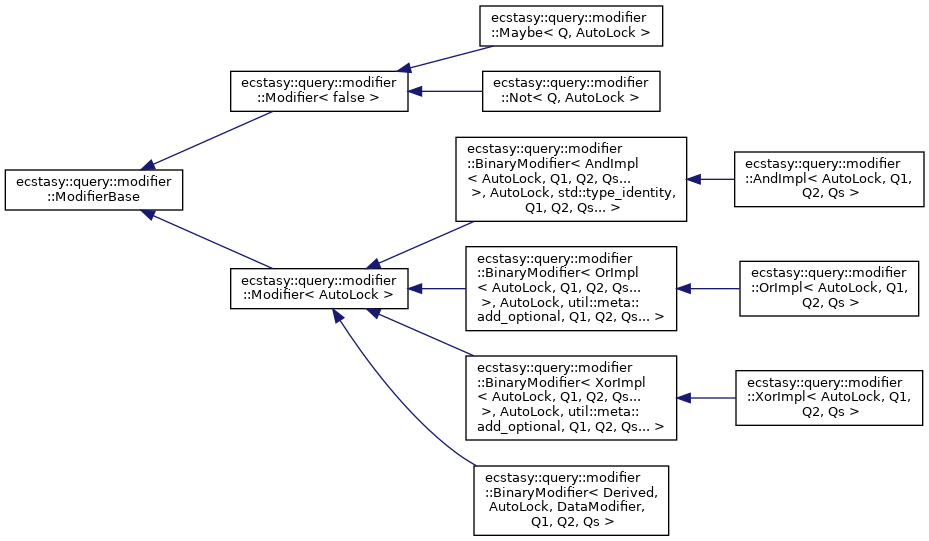 ecstasy::query::modifier
::Maybe< Q, AutoLock >
ecstasy::query::modifier
::Modifier< false >
ecstasy::query::modifier
::Not< Q, AutoLock >
ecstasy::query::modifier
::BinaryModifier< AndImpl
< AutoLock, Q1, Q2, Qs...
>, AutoLock, std::type_identity,
Q1, Q2, Qs... >
ecstasy::query::modifier
::AndImpl< AutoLock, Q1,
Q2, Qs >
ecstasy::query::modifier
::ModifierBase
ecstasy::query::modifier
::Modifier< AutoLock >
ecstasy::query::modifier
::BinaryModifier< OrImpl
< AutoLock, Q1, Q2, Qs...
>, AutoLock, util::meta::
add_optional, Q1, Q2, Qs... >
ecstasy::query::modifier
::OrImpl< AutoLock, Q1,
Q2, Qs >
ecstasy::query::modifier
::BinaryModifier< XorImpl
< AutoLock, Q1, Q2, Qs...
>, AutoLock, util::meta::
add_optional, Q1, Q2, Qs... >
ecstasy::query::modifier
::XorImpl< AutoLock, Q1,
Q2, Qs >
ecstasy::query::modifier
::BinaryModifier< Derived,
AutoLock, DataModifier,
Q1, Q2, Qs >